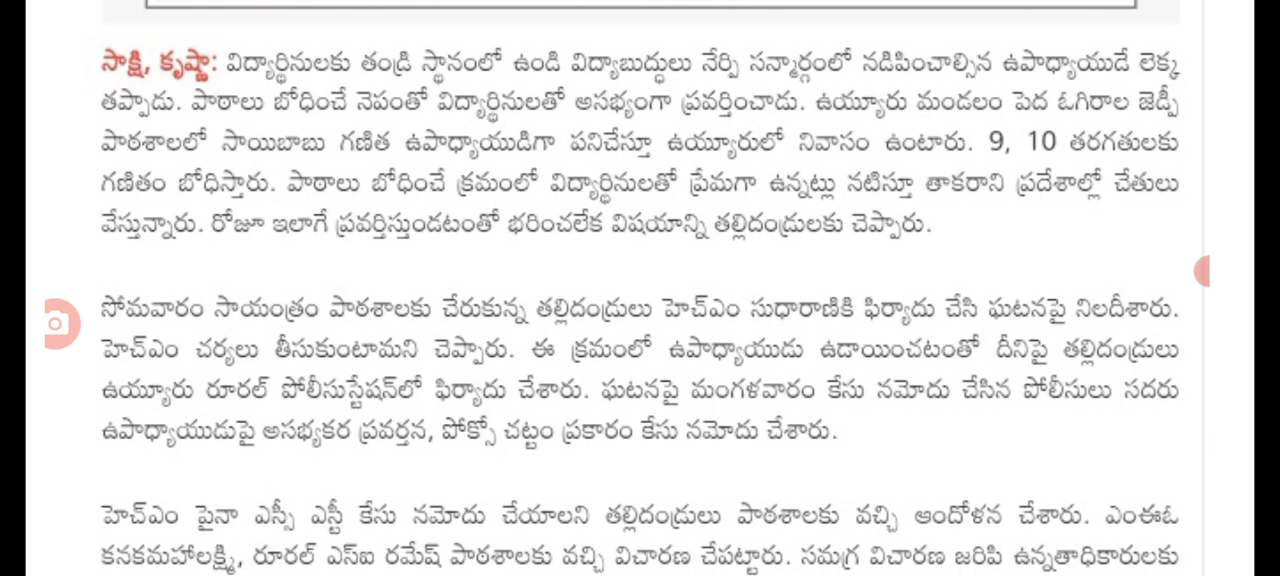 సాక్షి, కృష్ణా: విద్యార్థినులకు తండ్రి స్థానంలో ఉండి విద్యాబుద్ధులు నేర్పి సన్మార్గంలో నడిపించాల్సిన ఉపాధ్యాయుడే లెక్క
తప్పాడు. పాఠాలు బోధించే నెపంతో విద్యార్థినులతో అసభ్యంగా ప్రవర్తించాడు. ఉయ్యూరు మండలం పెద ఓగిరాల జెడ్పీ
పాఠశాలలో సాయిబాబు గణిత ఉపాధ్యాయుడిగా పనిచేస్తూ ఉయ్యూరులో నివాసం ఉంటారు. 9, 10 తరగతులకు
గణితం బోధిస్తారు. పాఠాలు బోధించే క్రమంలో విద్యార్థినులతో ప్రేమగా ఉన్నట్లు నటిస్తూ తాకరాని ప్రదేశాల్లో చేతులు
వేస్తున్నారు. రోజూ ఇలాగే ప్రవర్తిస్తుండటంతో భరించలేక విషయాన్ని తల్లిదండ్రులకు చెప్పారు.
సోమవారం సాయంత్రం పాఠశాలకు చేరుకున్న తల్లిదండ్రులు హెచ్‌ఎం సుధారాణికి ఫిర్యాదు చేసి ఘటనపై నిలదీశారు.
హెచ్‌ఎం చర్యలు తీసుకుంటామని చెప్పారు. ఈ క్రమంలో ఉపాధ్యాయుడు ఉడాయించటంతో దీనిపై తల్లిదండ్రులు
ఉయ్యూరు రూరల్ పోలీసుస్టేషన్‌లో ఫిర్యాదు చేశారు. ఘటనపై మంగళవారం కేసు నమోదు చేసిన పోలీసులు సదరు
ఉపాధ్యాయుడుపై అసభ్యకర ప్రవర్తన, పోక్సో చట్టం ప్రకారం కేసు నమోదు చేశారు.
హెచ్‌ఎం పైనా ఎస్సీ ఎస్టీ కేసు నమోదు చేయాలని తల్లిదండ్రులు పాఠశాలకు వచ్చి ఆందోళన చేశారు. ఎంఈఓ
కనకమహాలక్ష్మి, రూరల్ ఎస్ఐ రమేష్ పాఠశాలకు వచ్చి విచారణ చేపట్టారు. సమగ్ర విచారణ జరిపి ఉన్నతాధికారులకు